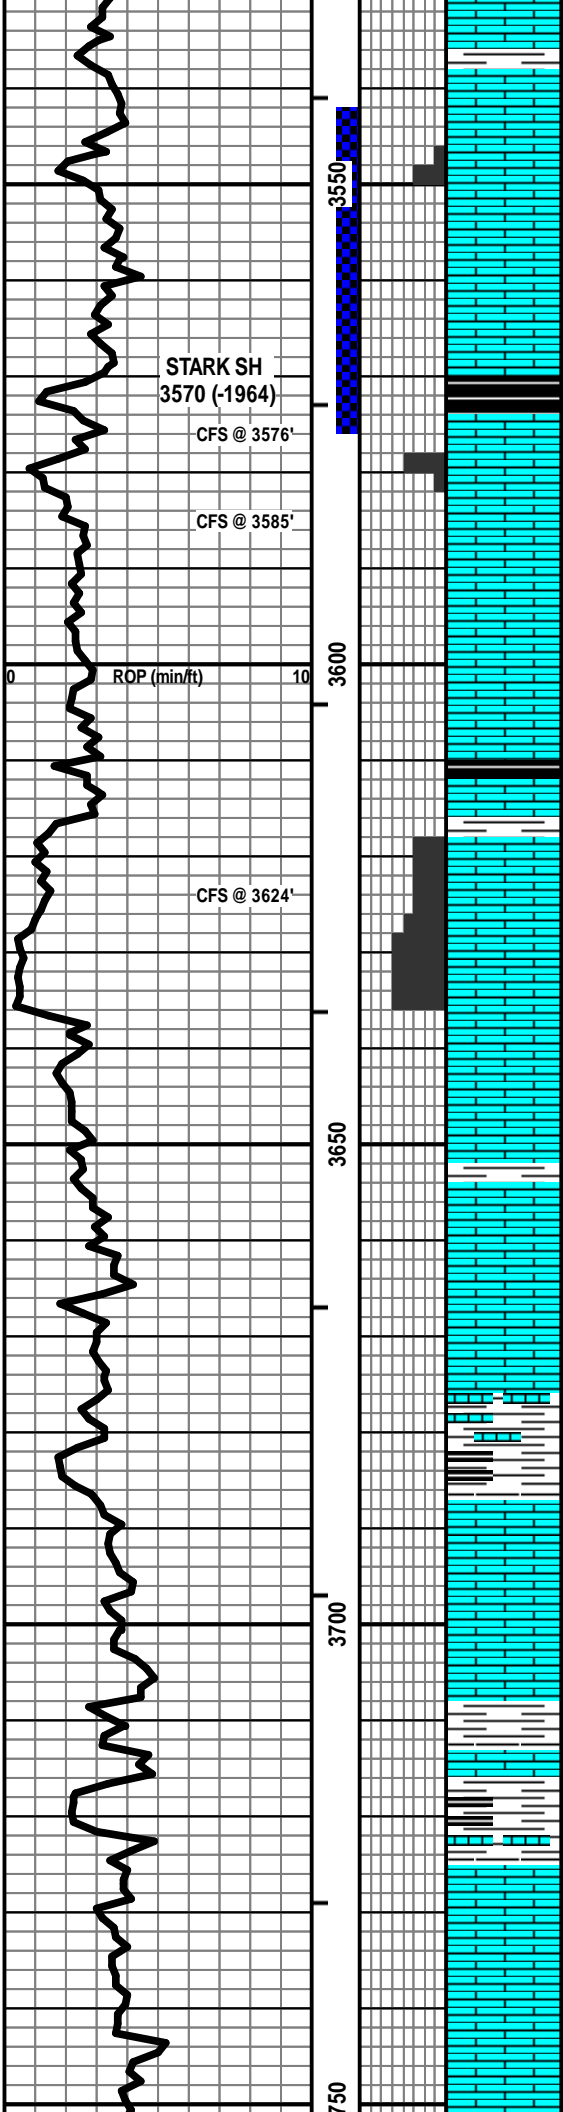 3550
STARK SH
3570 (-1964)
CFS @ 3576'
CFS @ 3585'
3600
0 ROP (min/ft) 10
CFS @ 3624'
3650
3700
750